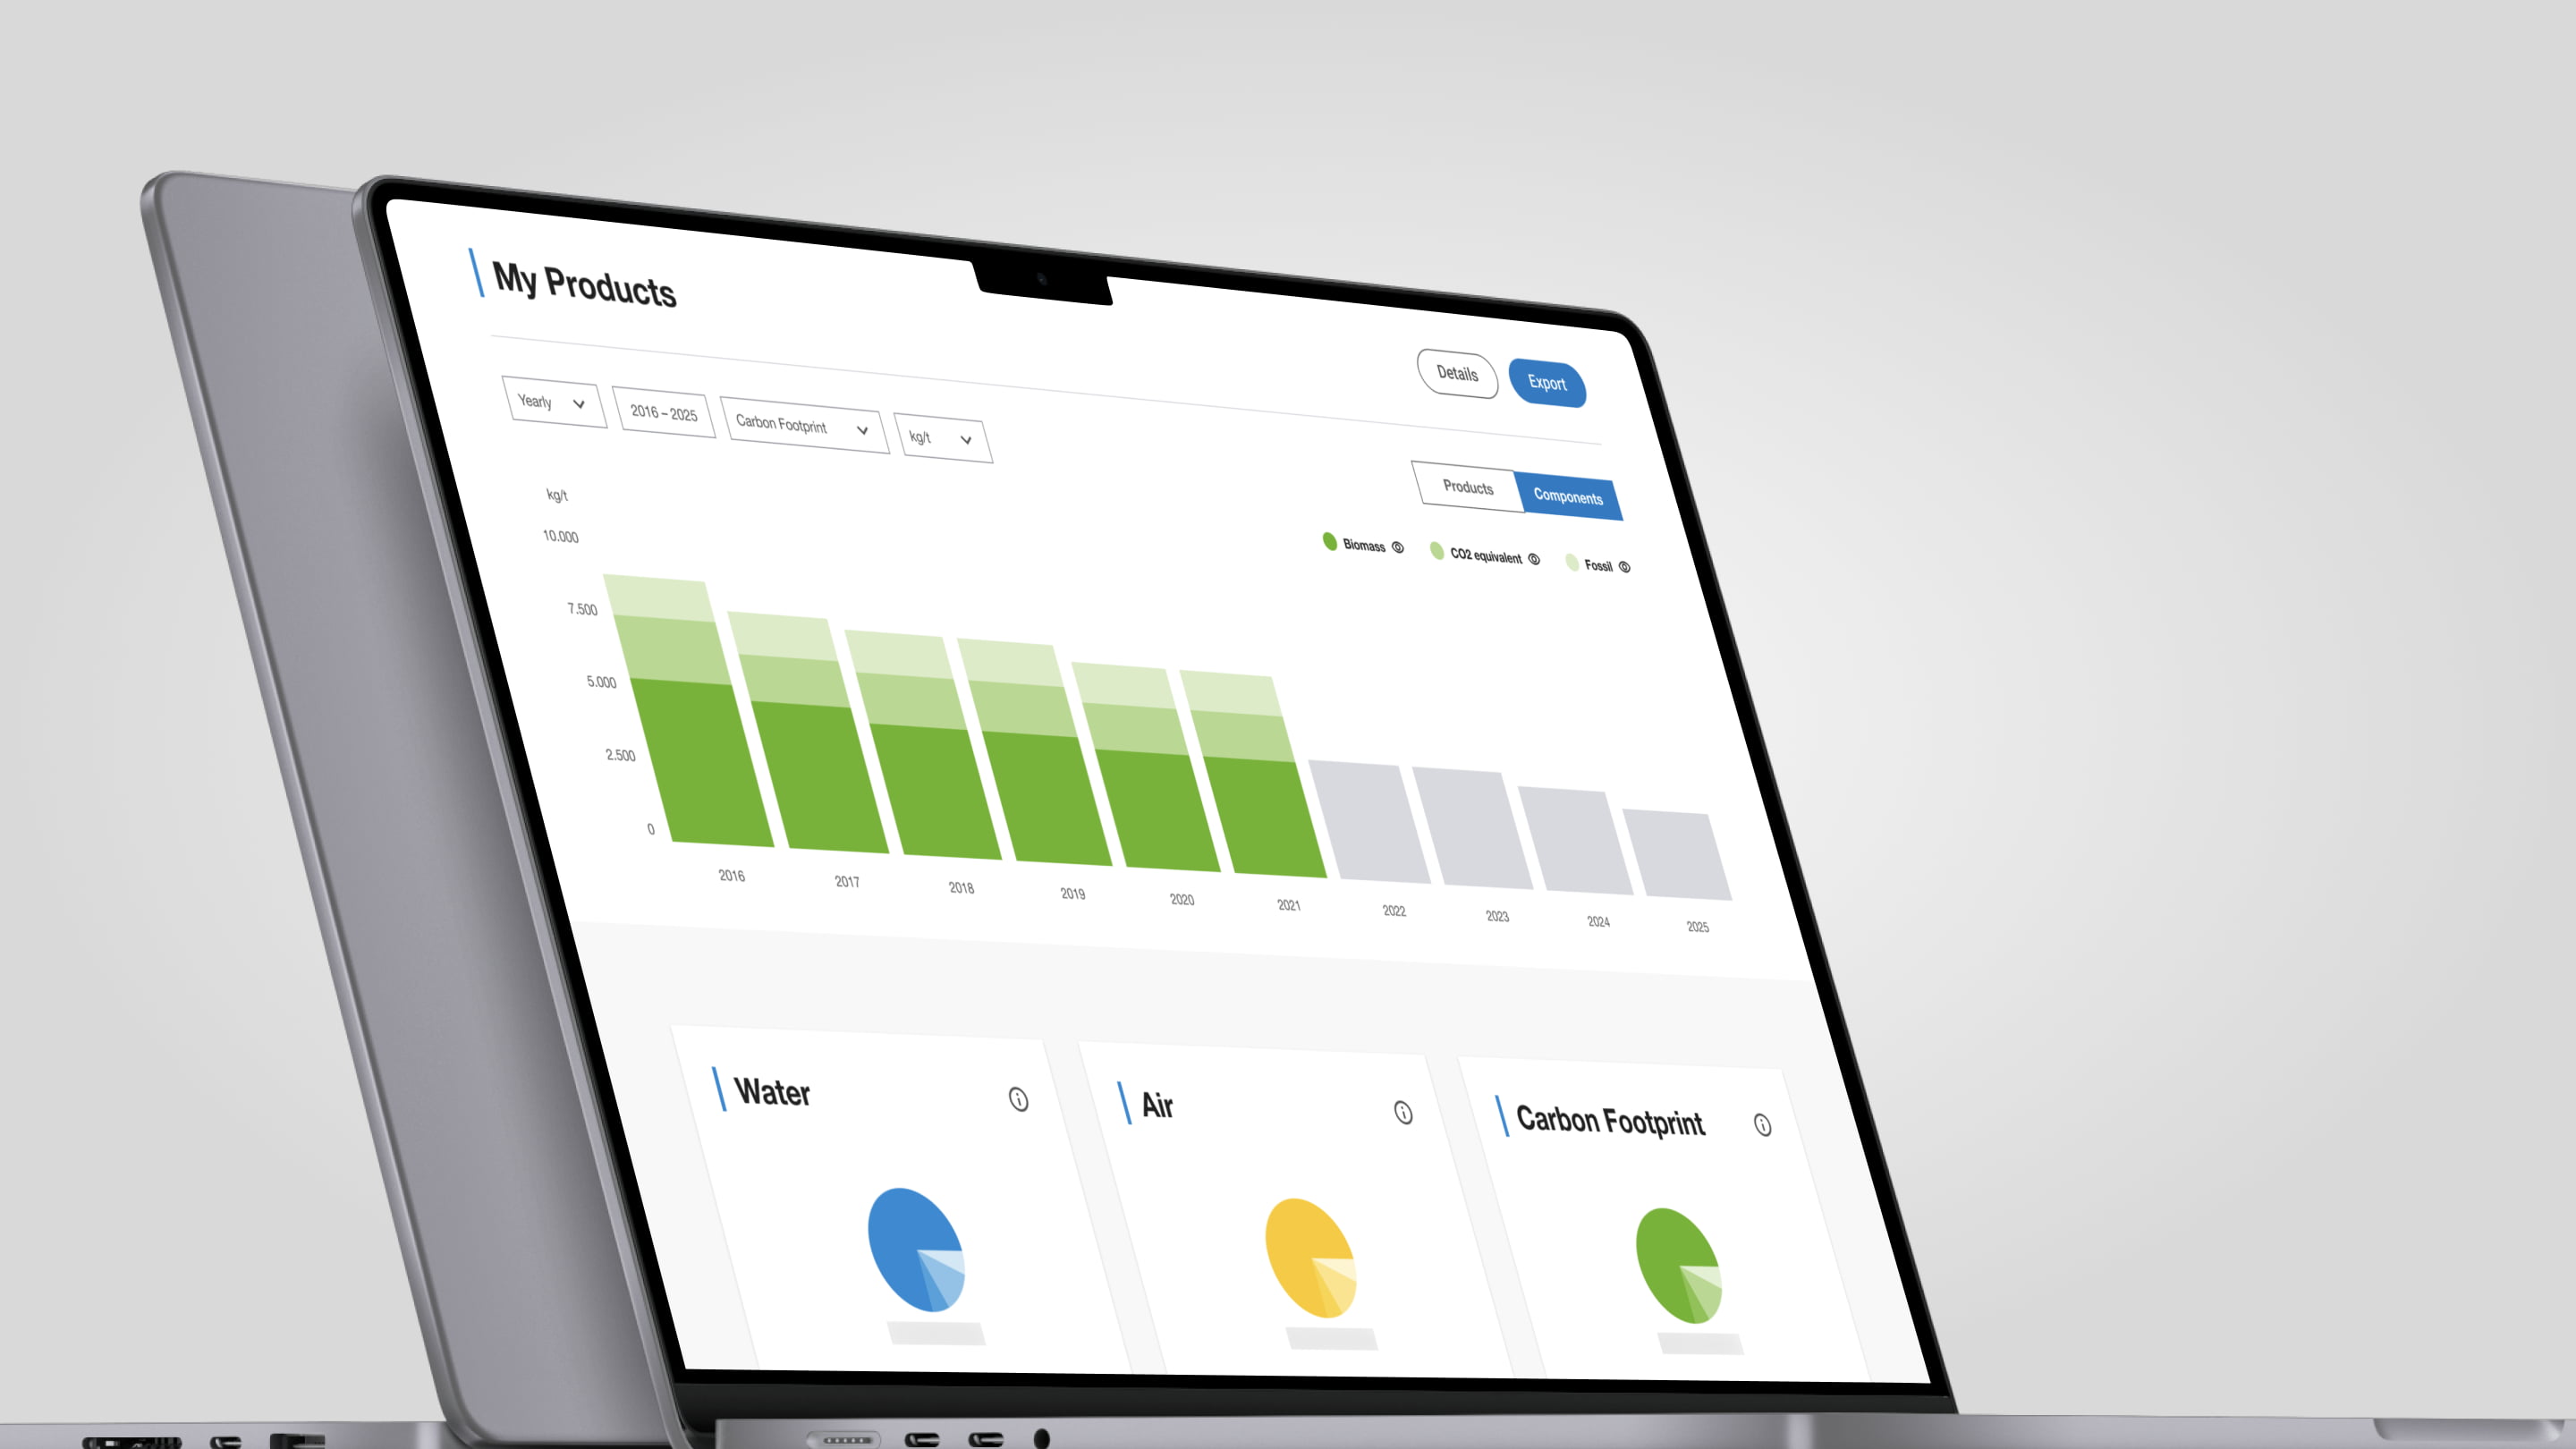 My Products
Details
Export
Yearly
2016 – 2025
Carbon Footprint
kg/t
Products
Components
Biomass
CO2 equivalent
Fossil
kg/t
10.000
7.500
5.000
2.500
0
2016
2017
2018
2019
2020
2021
2022
2023
2024
2025
Water
Air
Carbon Footprint